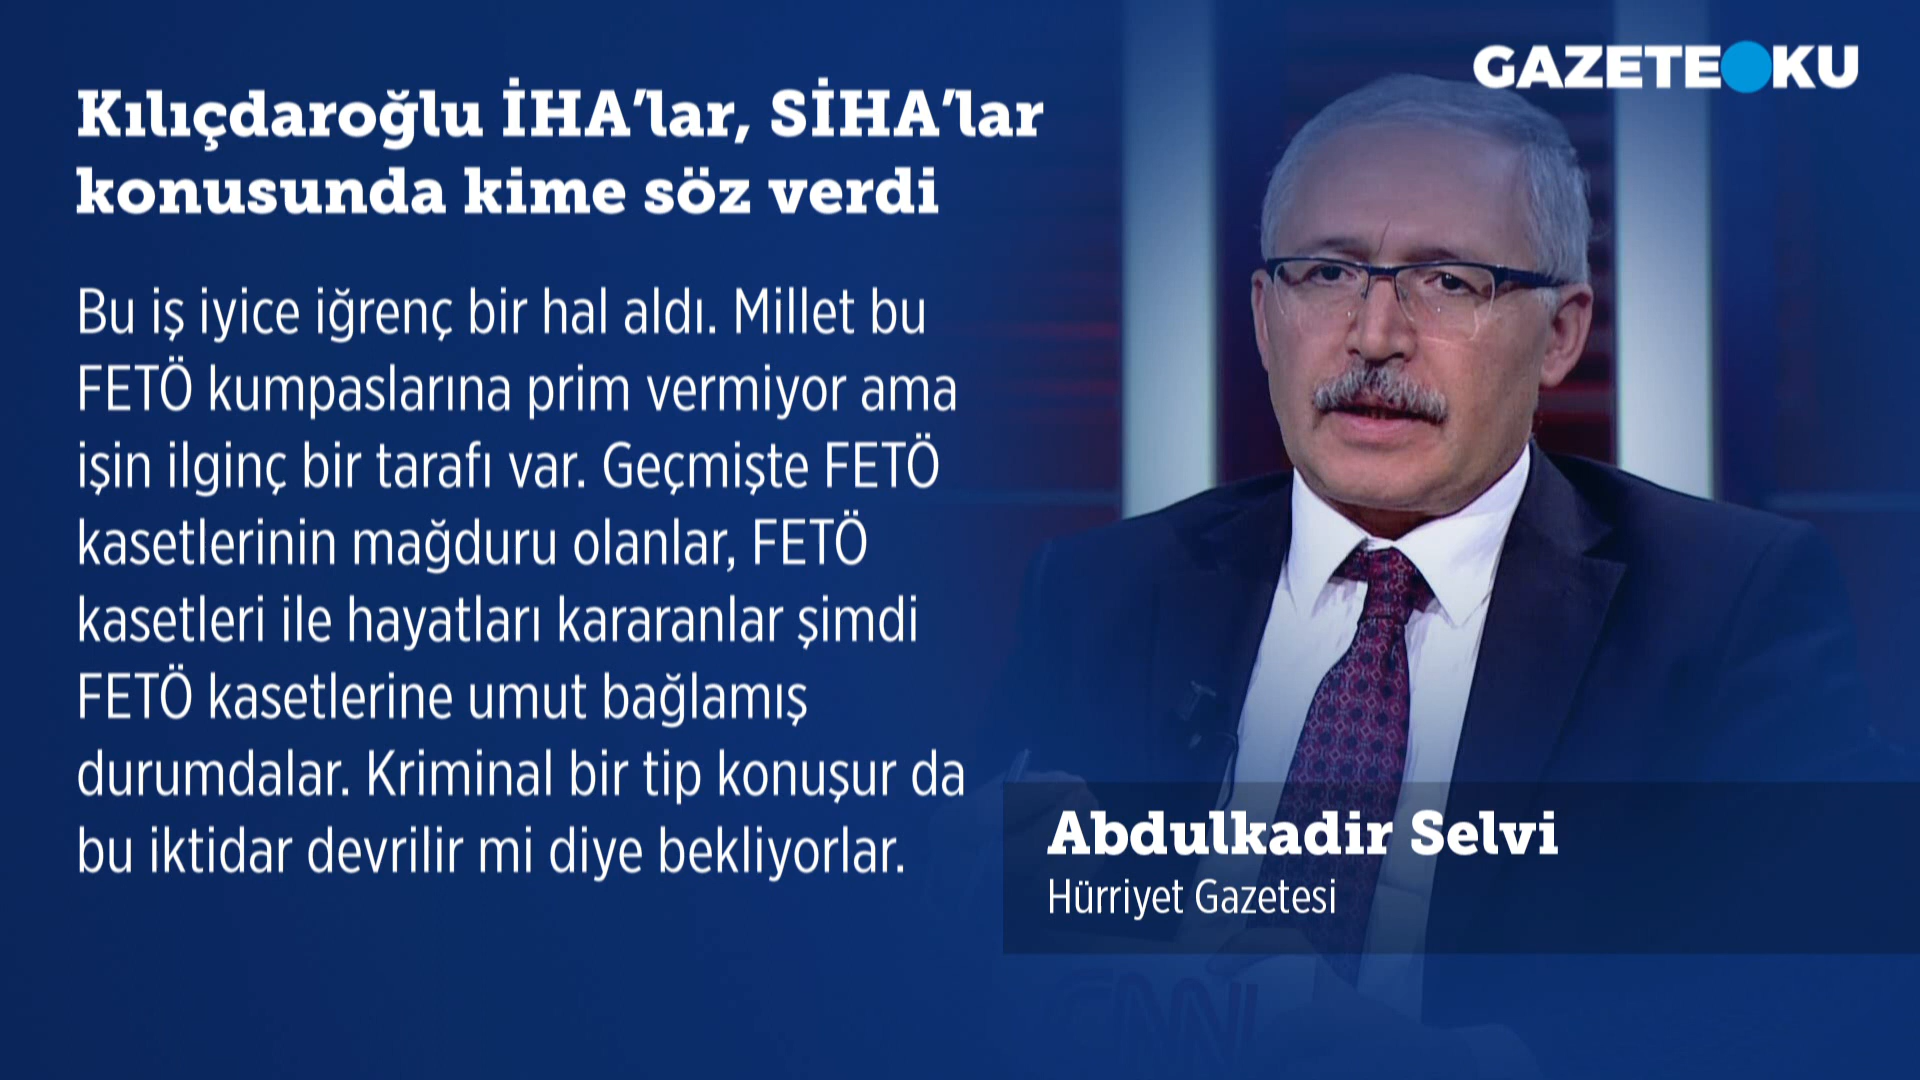 GAZETE KU
Kılıçdaroğlu İHA’lar, SİHA’lar
konusunda kime söz verdi
Bu iş iyice iğrenç bir hal aldı. Millet bu
FETÖ kumpaslarına prim vermiyor ama
işin ilginç bir tarafı var. Geçmişte FETÖ
kasetlerinin mağduru olanlar, FETÖ
kasetleri ile hayatları kararanlar şimdi
FETÖ kasetlerine umut bağlamış
durumdalar. Kriminal bir tip konuşur da
bu iktidar devrilir mi diye bekliyorlar.
Abdulkadir Selvi
Hürriyet Gazetesi
CNN